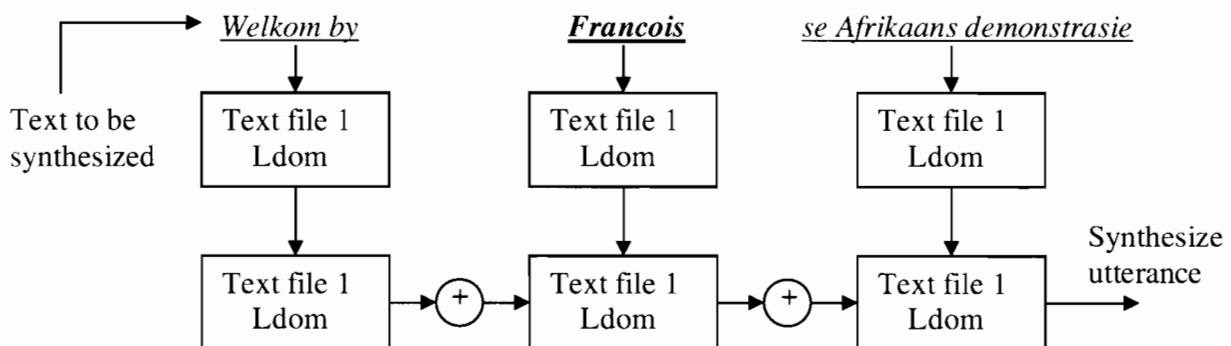 Welkom by
Francois
se Afrikaans demonstrasie
Text to be
synthesized
Text file 1
Ldom
Text file 1
Ldom
Text file 1
Ldom
Text file 1
Ldom
+
Text file 1
Ldom
+
Text file 1
Ldom
Synthesize
utterance